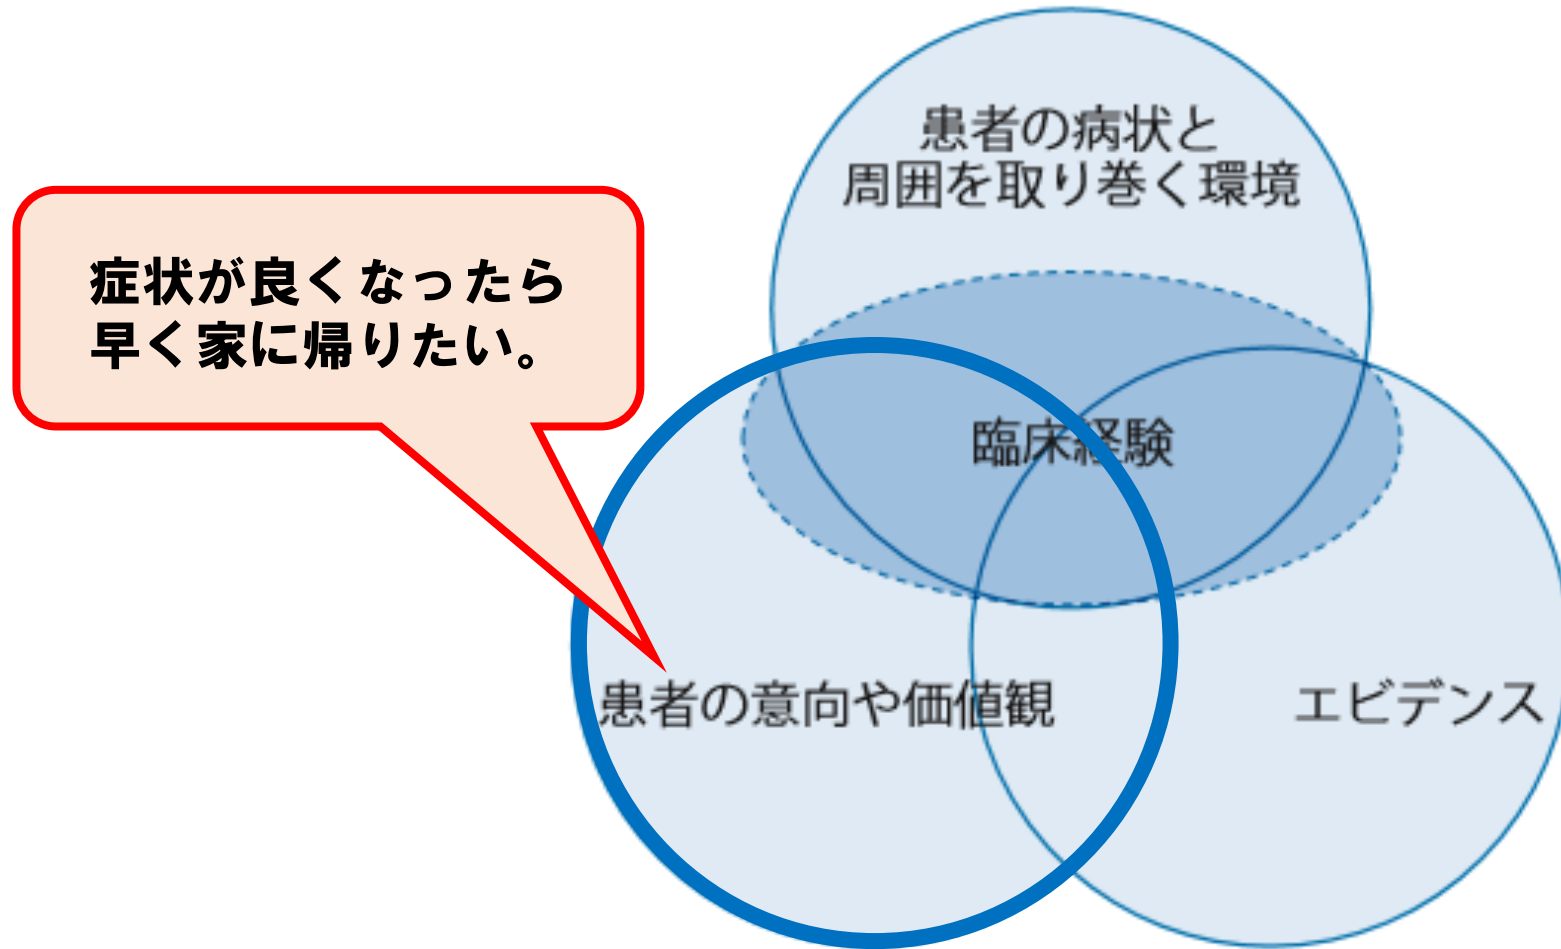 患者の病状と
周囲を取り巻く環境
症状が良くなったら
早く家に帰りたい。
臨床経験
患者の意向や価値観
エビデンス